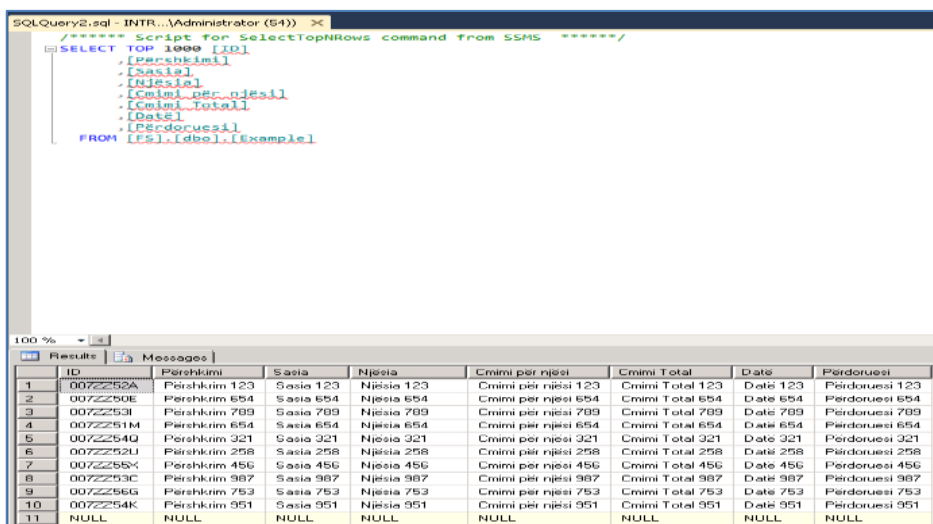 SQLQuery2.sql - INTR...\Administrator (54))
/****** Script for SelectTopNRows command from SSMS ******/
SELECT TOP 1000 [ID]
,[Përshkimi]
,[Sasia]
,[Njësia]
,[Cmimi për njësi]
,[Cmimi Total]
,[Datë]
,[Përdoruesi]
FROM [FS].[dbo].[Example]
100 %
Results Messages
ID Përshkimi Sasia Njësia Cmimi për njësi Cmimi Total Datë Përdoruesi
1 007ZZ52A Përshkrim 123 Sasia 123 Njësia 123 Cmimi për njësi 123 Cmimi Total 123 Datë 123 Përdoruesi 123
2 007ZZ50E Përshkrim 654 Sasia 654 Njësia 654 Cmimi për njësi 654 Cmimi Total 654 Datë 654 Përdoruesi 654
3 007ZZ53I Përshkrim 789 Sasia 789 Njësia 789 Cmimi për njësi 789 Cmimi Total 789 Datë 789 Përdoruesi 789
4 007ZZ51M Përshkrim 654 Sasia 654 Njësia 654 Cmimi për njësi 654 Cmimi Total 654 Datë 654 Përdoruesi 654
5 007ZZ54Q Përshkrim 321 Sasia 321 Njësia 321 Cmimi për njësi 321 Cmimi Total 321 Datë 321 Përdoruesi 321
6 007ZZ52U Përshkrim 258 Sasia 258 Njësia 258 Cmimi për njësi 258 Cmimi Total 258 Datë 258 Përdoruesi 258
7 007ZZ55X Përshkrim 456 Sasia 456 Njësia 456 Cmimi për njësi 456 Cmimi Total 456 Datë 456 Përdoruesi 456
8 007ZZ53C Përshkrim 987 Sasia 987 Njësia 987 Cmimi për njësi 987 Cmimi Total 987 Datë 987 Përdoruesi 987
9 007ZZ56G Përshkrim 753 Sasia 753 Njësia 753 Cmimi për njësi 753 Cmimi Total 753 Datë 753 Përdoruesi 753
10 007ZZ54K Përshkrim 951 Sasia 951 Njësia 951 Cmimi për njësi 951 Cmimi Total 951 Datë 951 Përdoruesi 951
11 NULL NULL NULL NULL NULL NULL NULL NULL